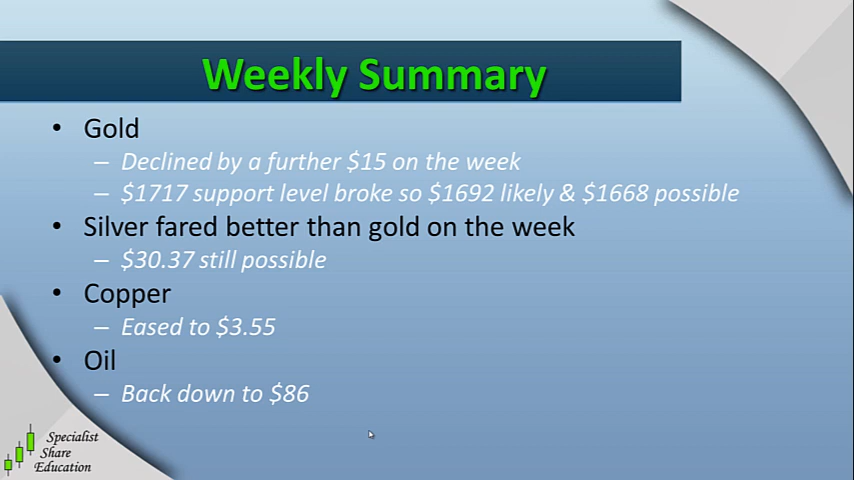 Weekly Summary
• Gold
– Declined by a further $15 on the week
– $1717 support level broke so $1692 likely & $1668 possible
• Silver fared better than gold on the week
– $30.37 still possible
• Copper
– Eased to $3.55
• Oil
– Back down to $86
Specialist
Share
Education